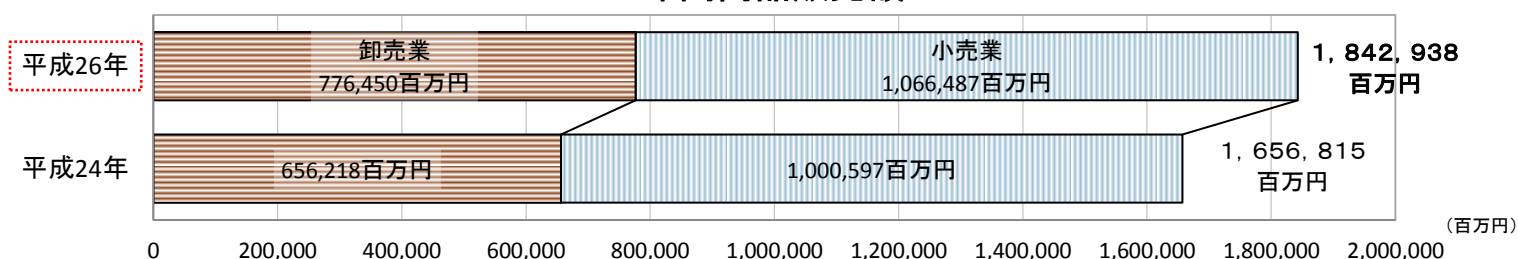 平成26年
卸売業
776,450百万円
小売業
1,066,487百万円
1,842,938
百万円
平成24年
656,218百万円
1,000,597百万円
1,656,815
百万円
(百万円)
0 200,000 400,000 600,000 800,000 1,000,000 1,200,000 1,400,000 1,600,000 1,800,000 2,000,000